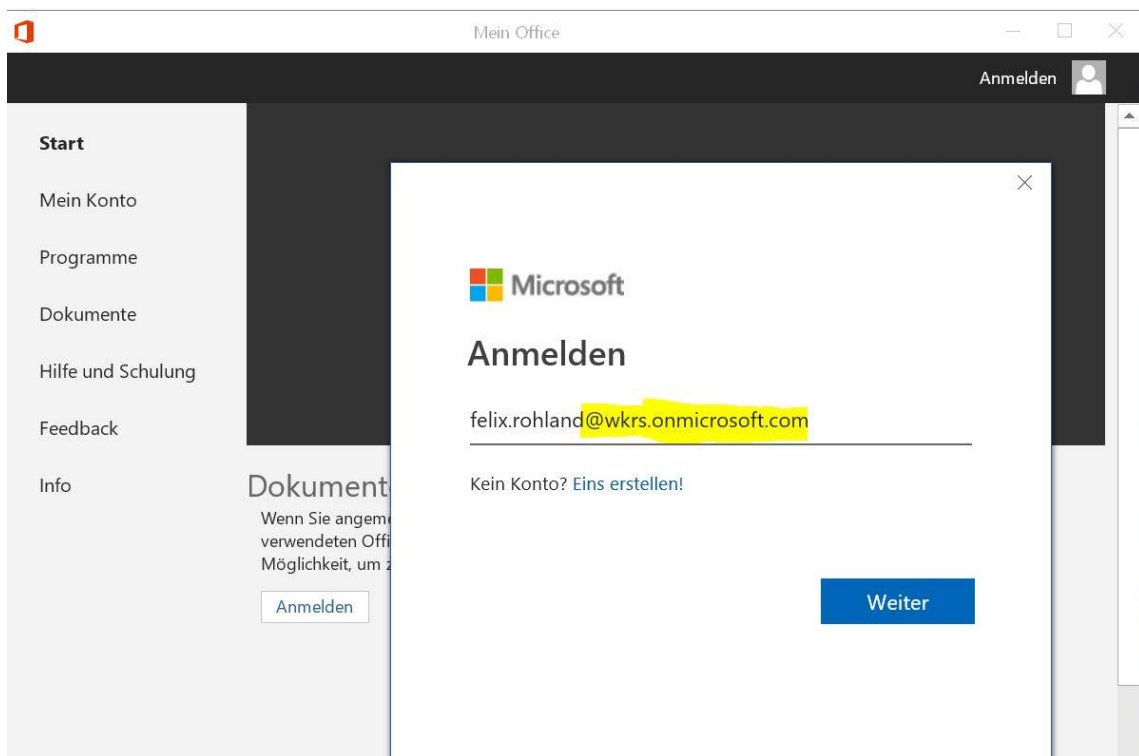 Mein Office
Anmelden
Start
Mein Konto
Programme
Dokumente
Hilfe und Schulung
Feedback
Info
Dokument
Wenn Sie angeme
verwendeten Offi
Möglichkeit, um z
Anmelden
Microsoft
Anmelden
felix.rohland@wkrs.onmicrosoft.com
Kein Konto? Eins erstellen!
Weiter